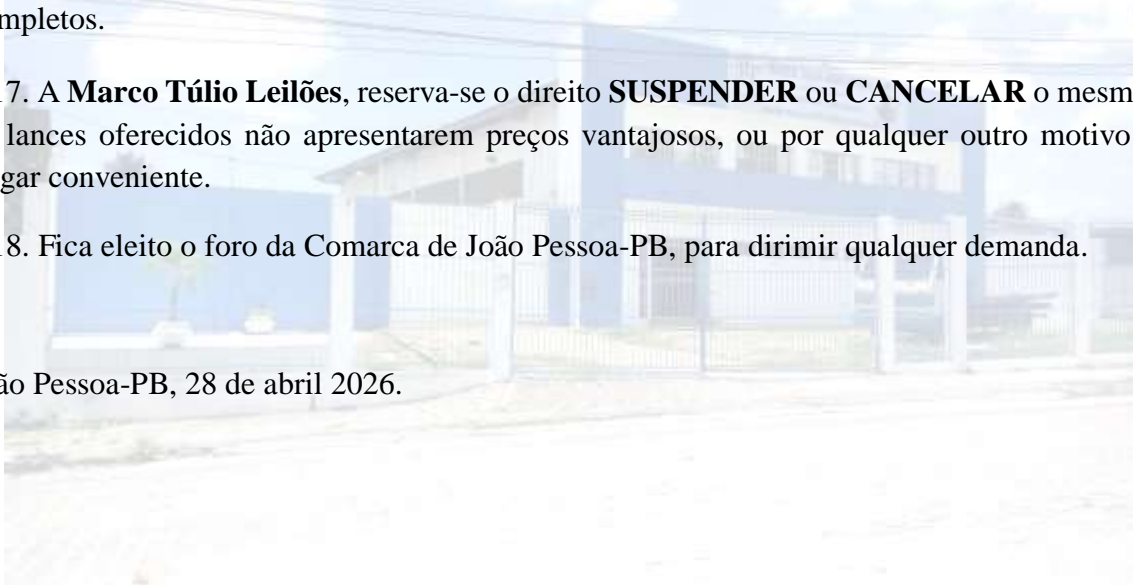 mpletos.
7. A Marco Túlio Leilões, reserva-se o direito SUSPENDER ou CANCELAR o mesm
lances oferecidos não apresentarem preços vantajosos, ou por qualquer outro motivo
gar conveniente.
8. Fica eleito o foro da Comarca de João Pessoa-PB, para dirimir qualquer demanda.
ão Pessoa-PB, 28 de abril 2026.